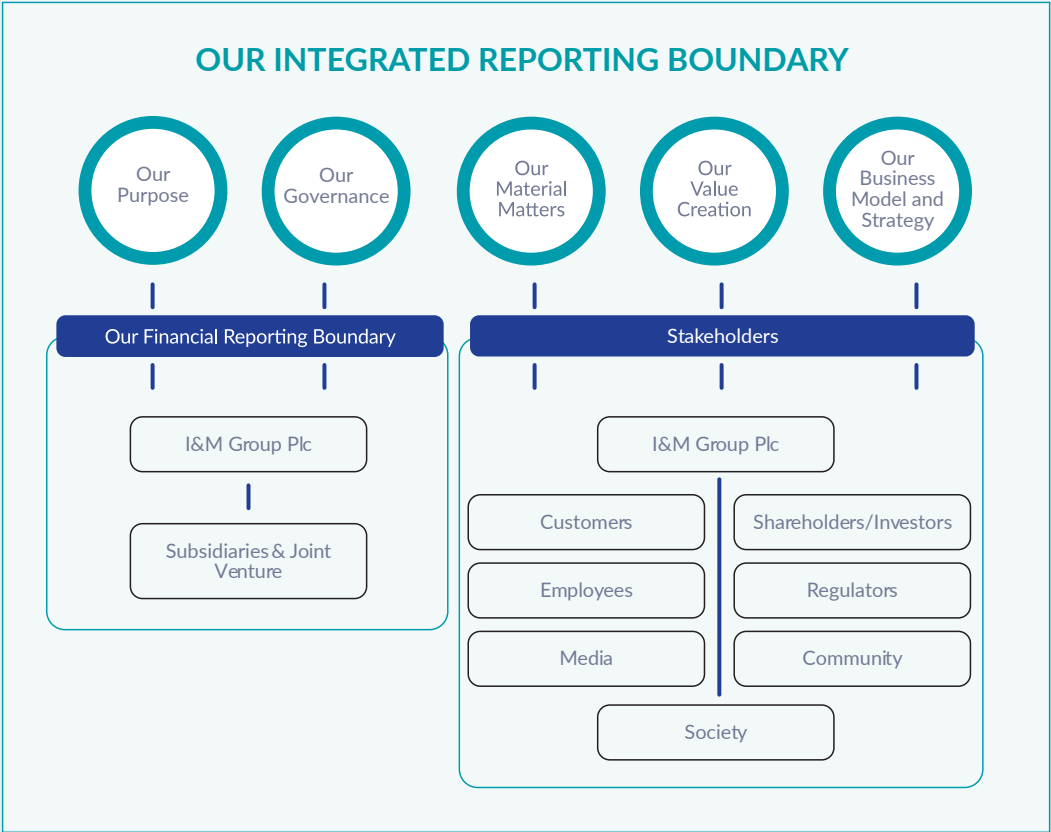 OUR INTEGRATED REPORTING BOUNDARY
Our
Purpose
Our
Governance
Our
Material
Matters
Our
Value
Creation
Our
Business
Model and
Strategy
Our Financial Reporting Boundary
I&M Group Plc
Subsidiaries & Joint
Venture
Stakeholders
I&M Group Plc
Customers
Shareholders/Investors
Employees
Regulators
Media
Community
Society